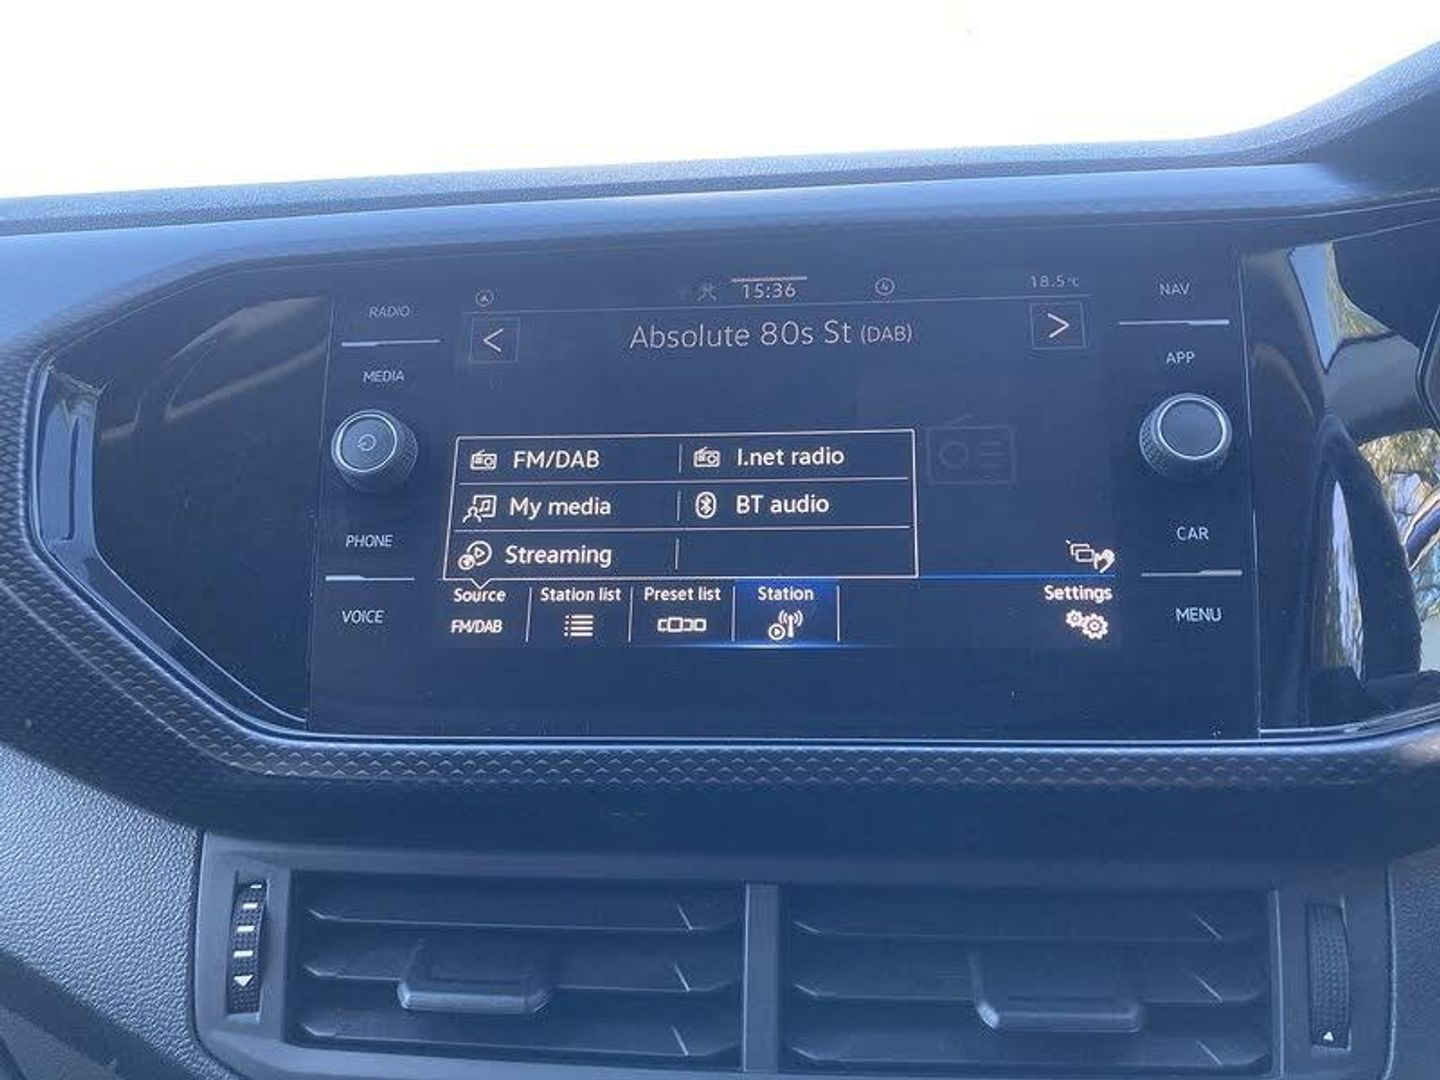 RADIO
MEDIA
PHONE
VOICE
15:36
18.5°C
<
Absolute 80s St (DAB)
>
FM/DAB
I.net radio
My media
BT audio
Streaming
Source
Station list
Preset list
Station
Settings
FM/DAB
NAV
APP
CAR
MENU